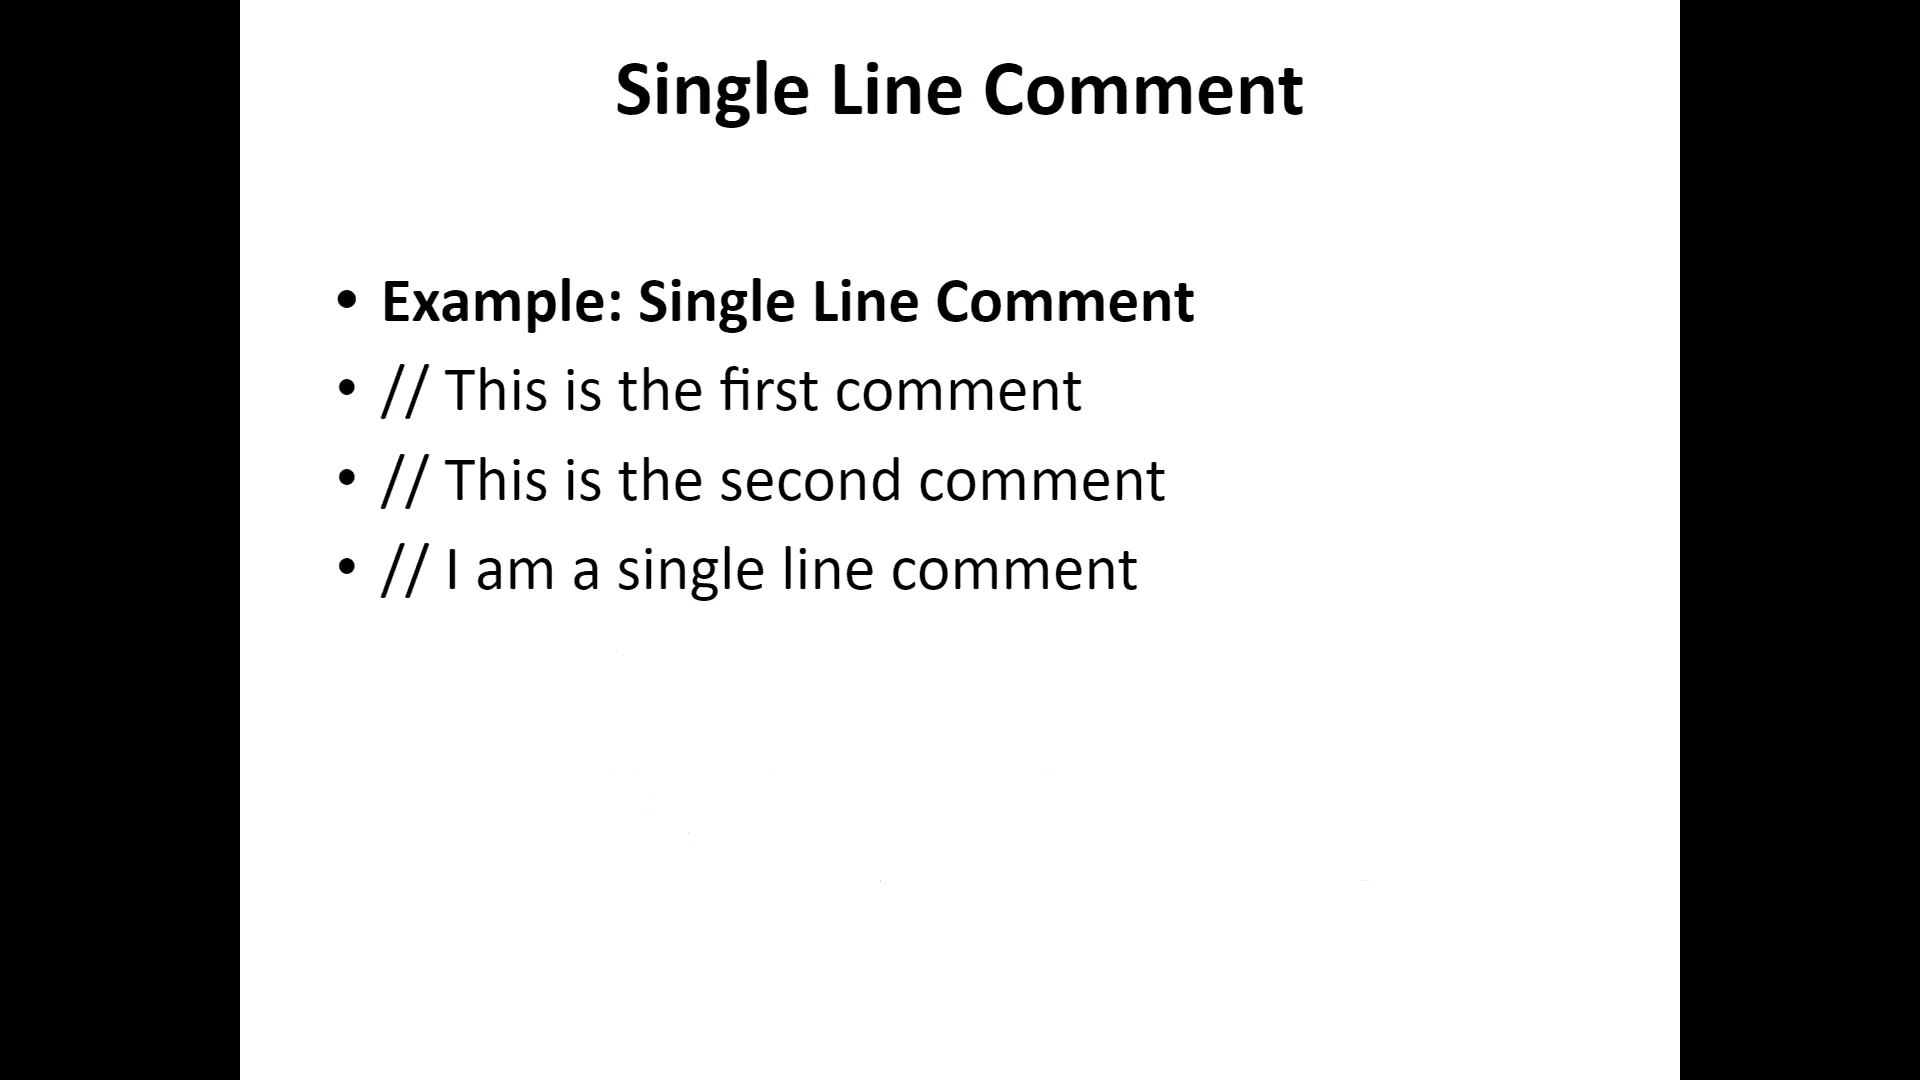 Single Line Comment
• Example: Single Line Comment
• // This is the first comment
• // This is the second comment
• // I am a single line comment